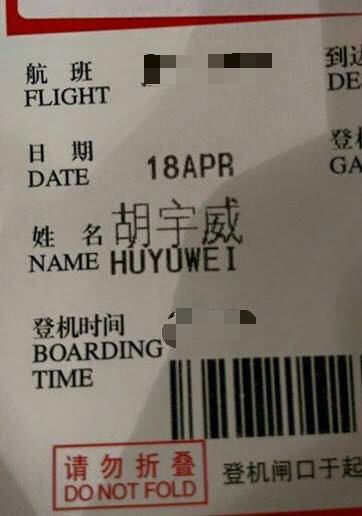 航 班
FLIGHT
到达
DE
日 期
DATE
18APR
登机
GA
姓 名 胡宇威
NAME HUYUWEI
登机时间
BOARDING
TIME
请勿折叠
DO NOT FOLD
登机闸口于起